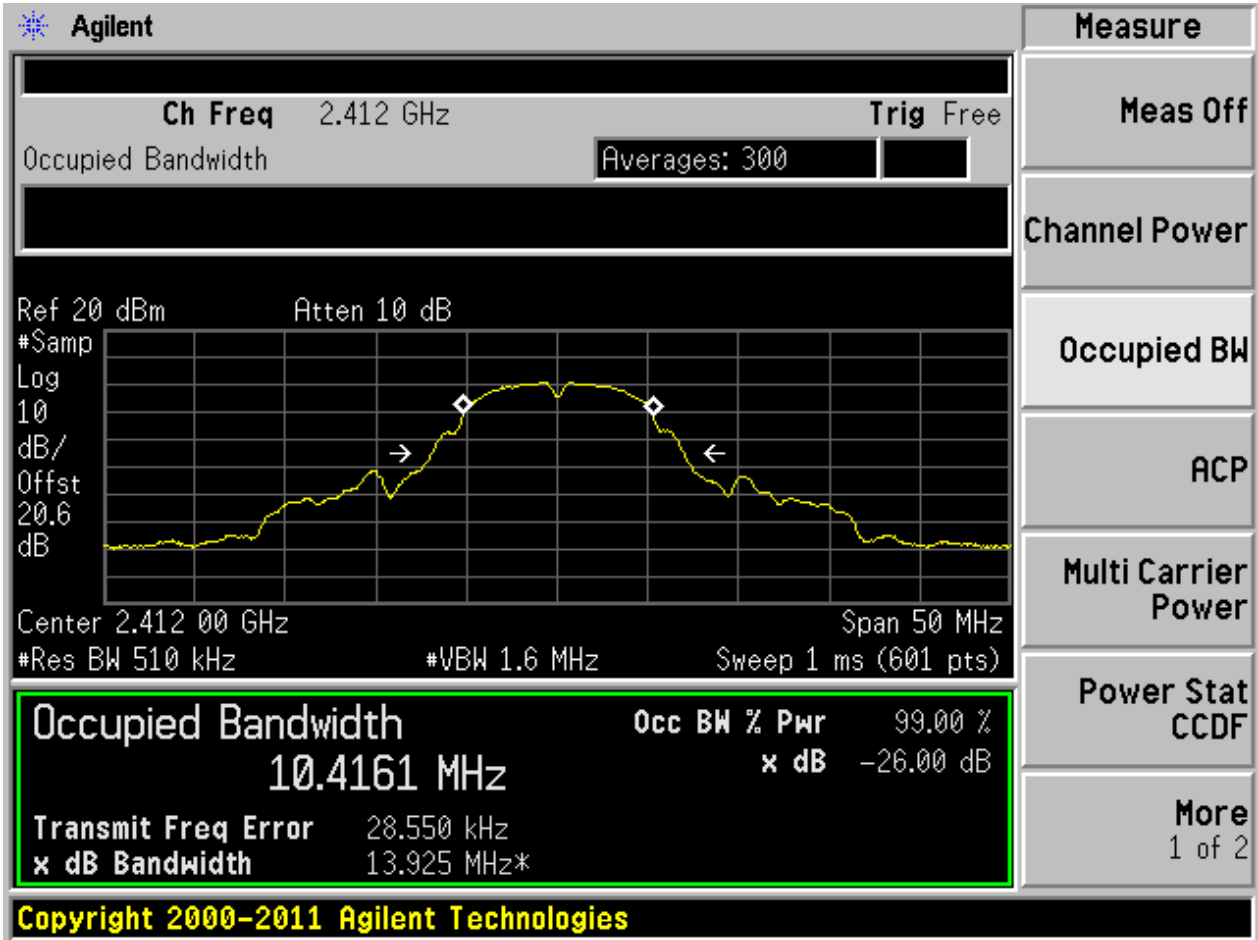 Agilent
Measure
Ch Freq 2.412 GHz Trig Free
Occupied Bandwidth Averages: 300
Ref 20 dBm Atten 10 dB
#Samp
Log
10
dB/
Offst
20.6
dB
Center 2.412 00 GHz Span 50 MHz
#Res BW 510 kHz #VBW 1.6 MHz Sweep 1 ms (601 pts)
Occupied Bandwidth
10.4161 MHz
Occ BW % Pwr 99.00 %
x dB -26.00 dB
Transmit Freq Error 28.550 kHz
x dB Bandwidth 13.925 MHz*
Meas Off
Channel Power
Occupied BW
ACP
Multi Carrier
Power
Power Stat
CCDF
More
1 of 2
Copyright 2000-2011 Agilent Technologies